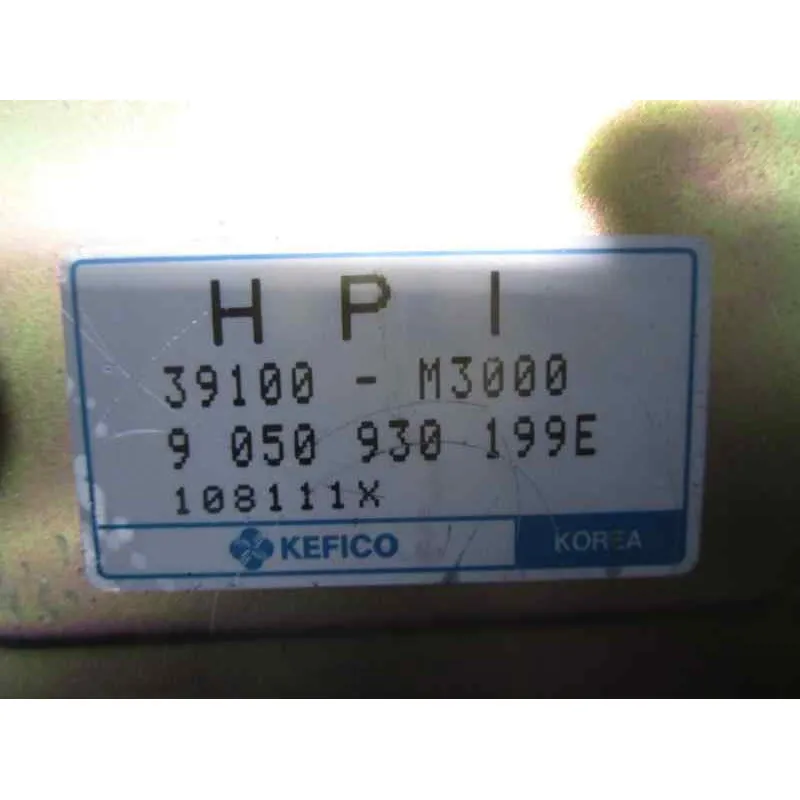 H P I
39100 - M3000
9 050 930 199E
108111X
KEFICO KOREA